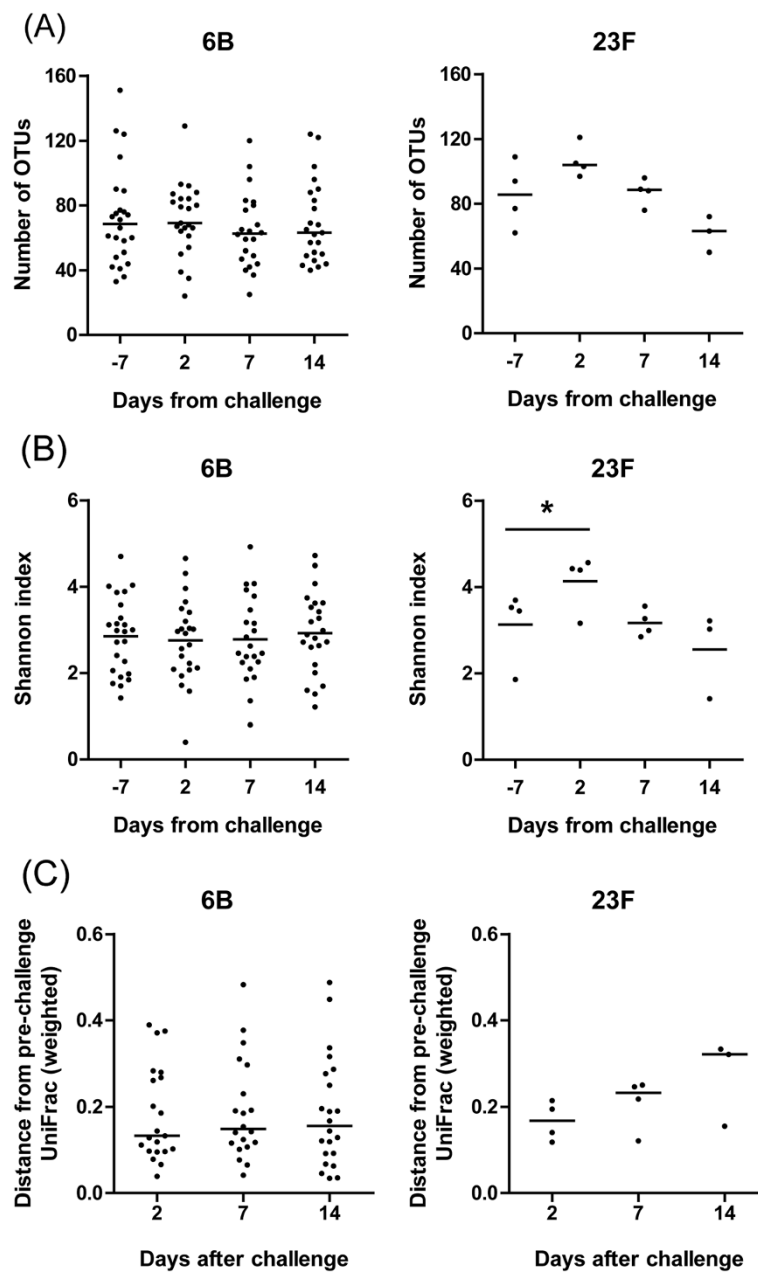 (A)
6B
23F
Number of OTUs
160
120
80
40
0
-7 2 7 14
Days from challenge
Number of OTUs
160
120
80
40
0
-7 2 7 14
Days from challenge
(B)
6B
23F
Shannon index
6
4
2
0
-7 2 7 14
Days from challenge
Shannon index
6
4
2
0
*
-7 2 7 14
Days from challenge
(C)
6B
23F
Distance from pre-challenge
UniFrac (weighted)
0.6
0.4
0.2
0.0
2 7 14
Days after challenge
Distance from pre-challenge
UniFrac (weighted)
0.6
0.4
0.2
0.0
2 7 14
Days after challenge